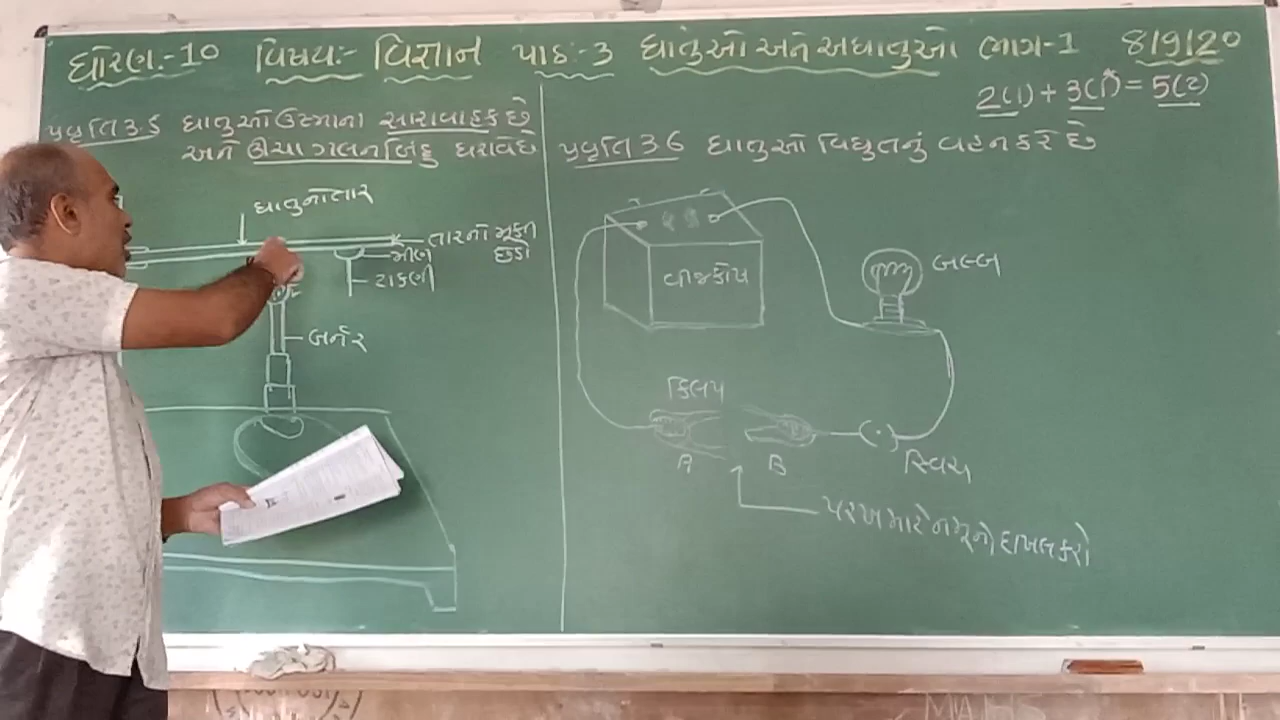 ધોરણ:-10 વિષય:- વિજ્ઞાન પાઠ:-3 ધાતુઓ અને અધાતુઓ ભાગ-1 8/9/20
2(1) + 3(1*) = 5(2)
પ્રવૃત્તિ 3.5 ધાતુઓ ઉષ્માના સારાવાહક છે
અને ઊંચા ગલનબિંદુ ધરાવે છે
ધાતુનો તાર
તારનો મુક્ત
છેડો
મીણ
ટાંકણી
બર્નર
પ્રવૃત્તિ 3.6 ધાતુઓ વિદ્યુતનું વહન કરે છે
વીજકોષ
બલ્બ
ક્લિપ
A
B
સ્વિચ
પરખ માટે નમૂનો દાખલ કરો